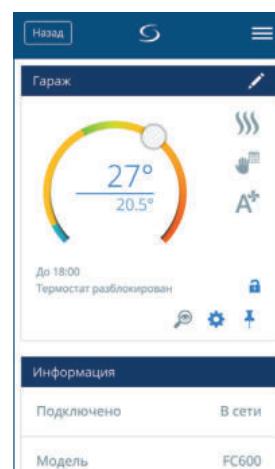 Назад
Гараж
27°
20.5°
A
До 18:00
Термостат разблокирован
Информация
Подключено В сети
Модель FC600